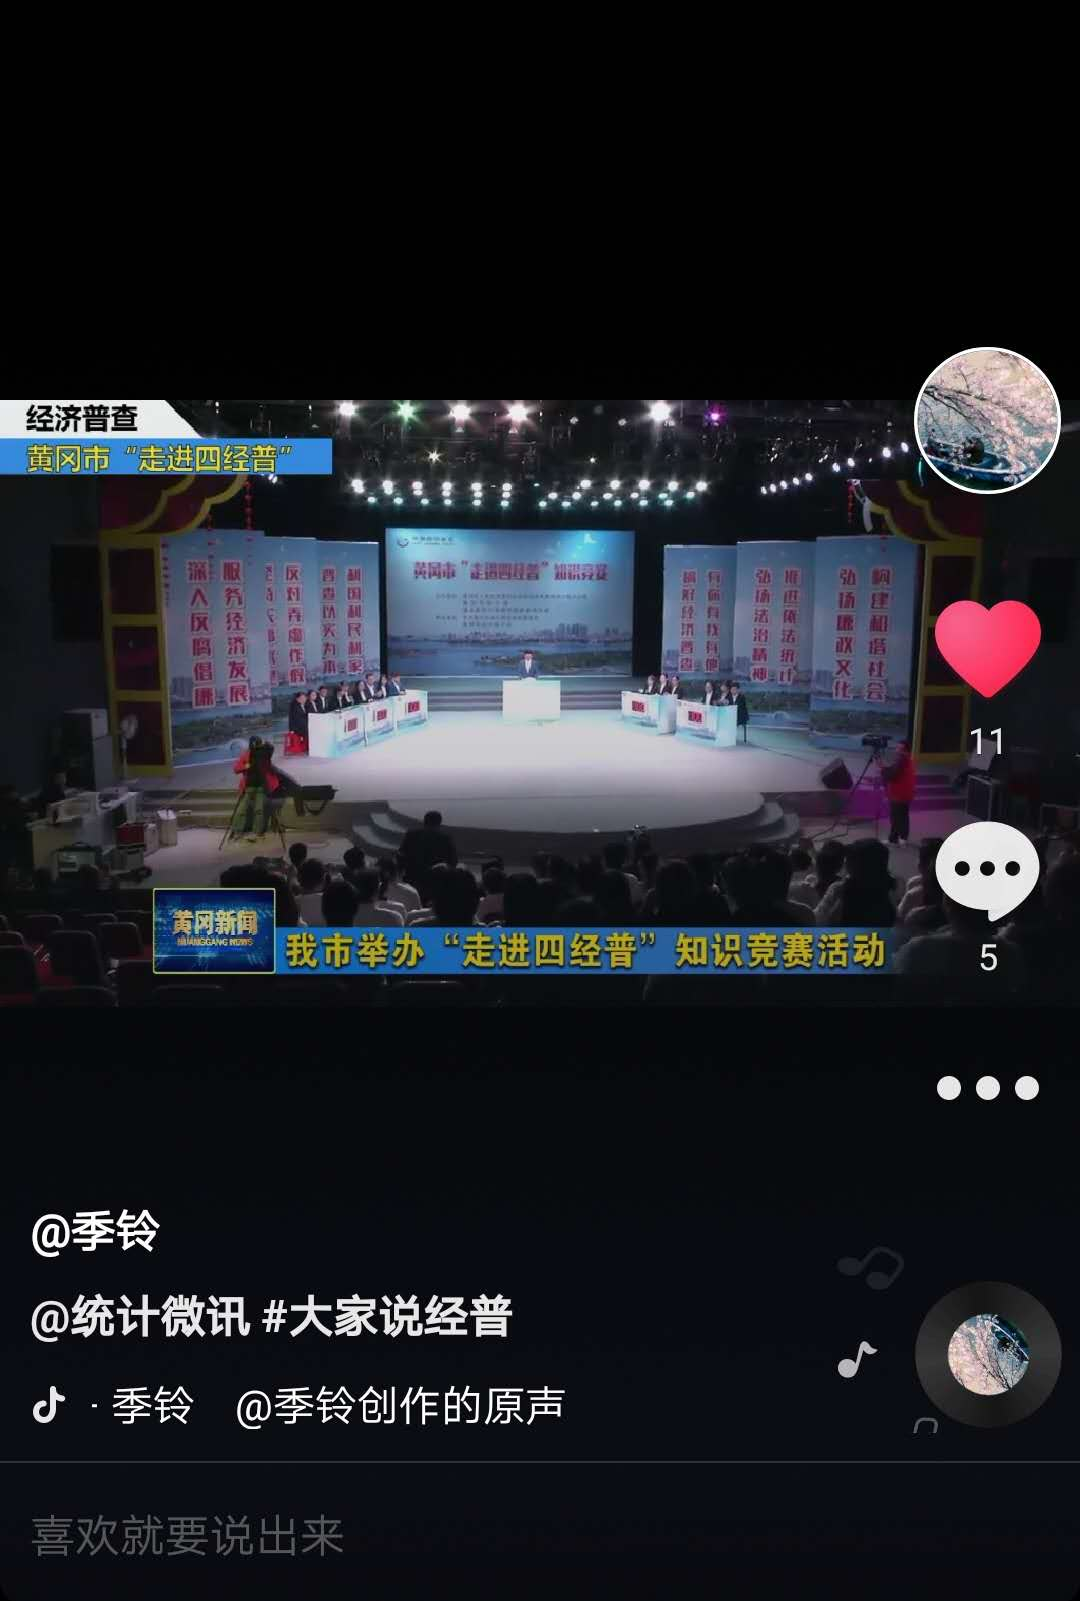 经济普查
黄冈市“走进四经普”
黄冈市“走进四经普”知识竞赛
深入反腐倡廉
服务经济发展
反对弄虚作假
普查以实为本
利国利民利家
搞好经济普查
有你有我有他
弘扬法治精神
推进依法统计
弘扬廉政文化
构建和谐社会
黄冈新闻
HUANGGANG NEWS
我市举办“走进四经普”知识竞赛活动
11
5
@季铃
@统计微讯 #大家说经普
· 季铃 @季铃创作的原声
喜欢就要说出来